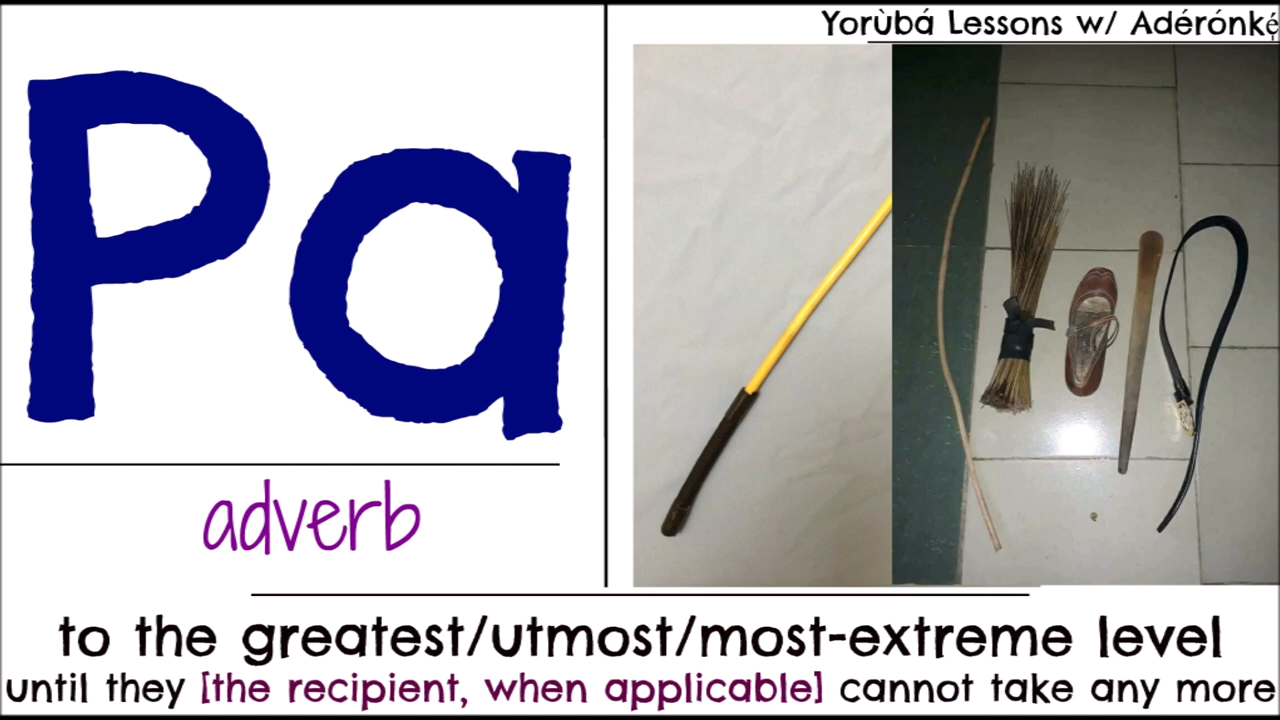 Yorùbá Lessons w/ Adérónkẹ́
Pa
adverb
to the greatest/utmost/most-extreme level
until they [the recipient, when applicable] cannot take any more